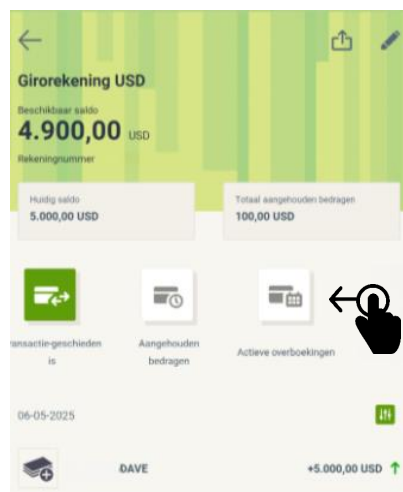 Girorekening USD
Beschikbaar saldo
4.900,00 USD
Rekeningnummer
Huidig saldo
5.000,00 USD
Totaal aangehouden bedragen
100,00 USD
ransactie-geschieden
is
Aangehouden
bedragen
Actieve overboekingen
06-05-2025
DAVE
+5.000,00 USD